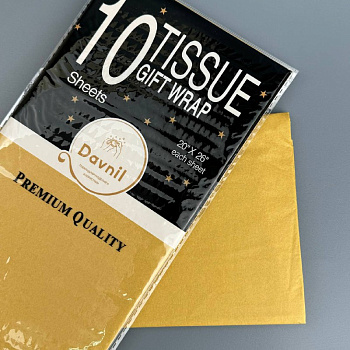 10 TISSUE
GIFT WRAP
Sheets
20" X 26"
each sheet
Davnil
PREMIUM QUALITY